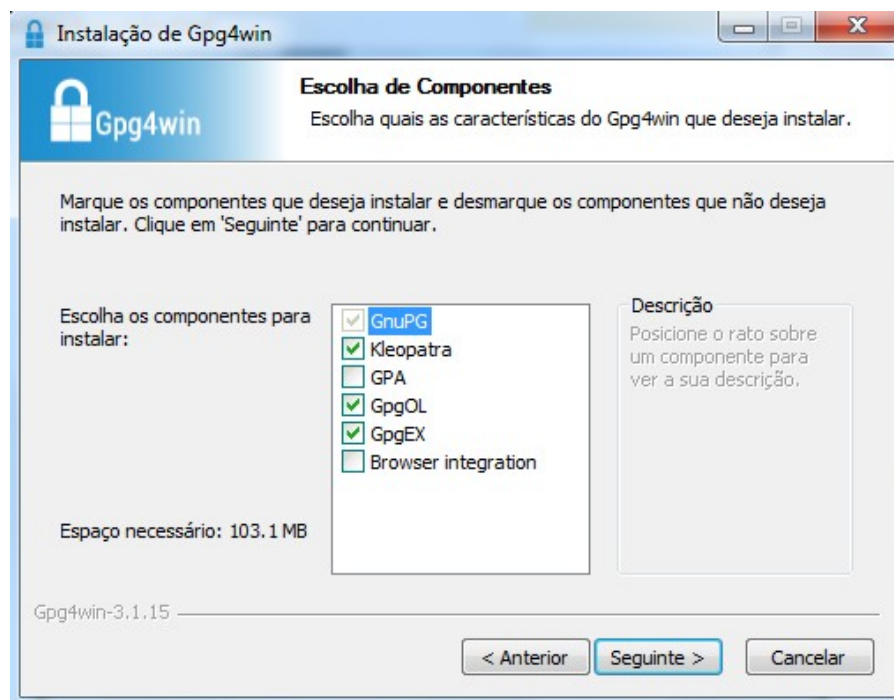 Instalação de Gpg4win
Gpg4win
Escolha de Componentes
Escolha quais as características do Gpg4win que deseja instalar.
Marque os componentes que deseja instalar e desmarque os componentes que não deseja
instalar. Clique em 'Seguinte' para continuar.
Escolha os componentes para
instalar:
GnuPG
Kleopatra
GPA
GpgOL
GpgEX
Browser integration
Descrição
Posicione o rato sobre
um componente para
ver a sua descrição.
Espaço necessário: 103.1 MB
Gpg4win-3.1.15
< Anterior
Seguinte >
Cancelar